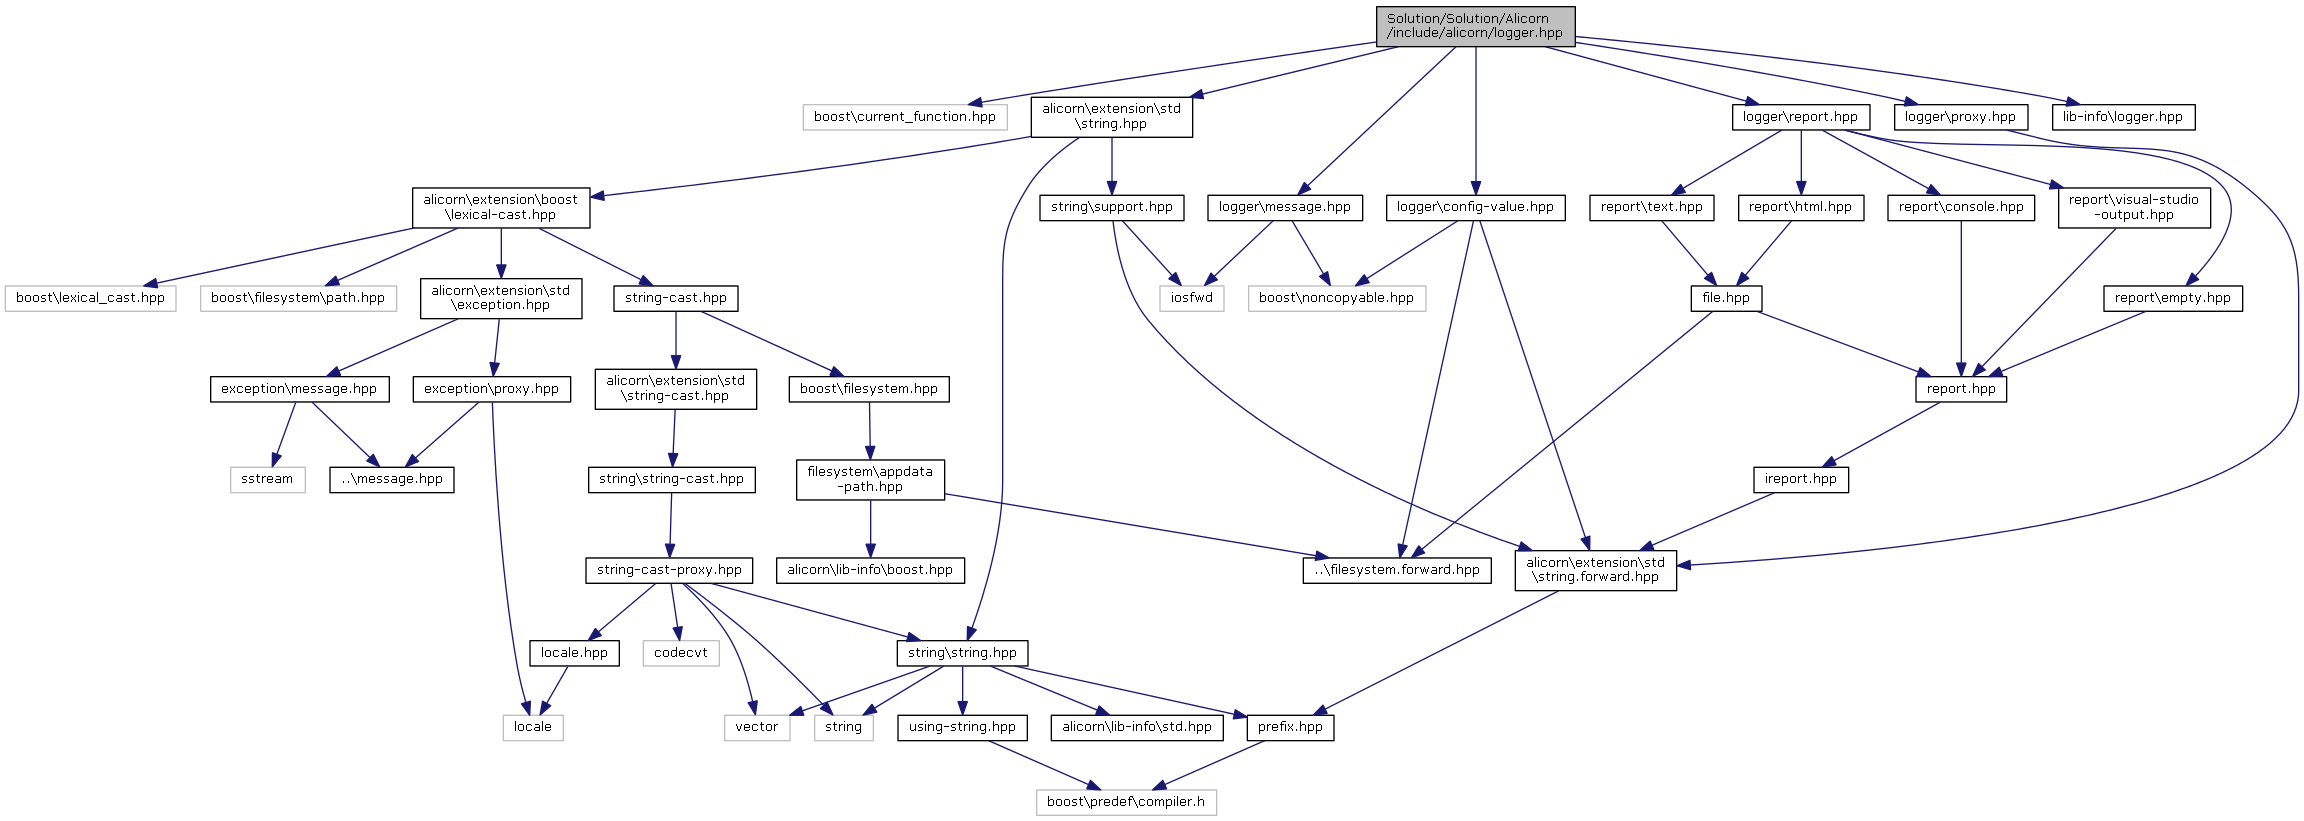 Solution/Solution/Alicorn
/include/alicorn/logger.hpp
boost\current_function.hpp
alicorn\extension\std
\string.hpp
logger\report.hpp
logger\proxy.hpp
lib-info\logger.hpp
alicorn\extension\boost
\lexical-cast.hpp
string\support.hpp
logger\message.hpp
logger\config-value.hpp
report\text.hpp
report\html.hpp
report\console.hpp
report\visual-studio
-output.hpp
boost\lexical_cast.hpp
boost\filesystem\path.hpp
alicorn\extension\std
\exception.hpp
string-cast.hpp
iosfwd
boost\noncopyable.hpp
file.hpp
report\empty.hpp
exception\message.hpp
exception\proxy.hpp
alicorn\extension\std
\string-cast.hpp
boost\filesystem.hpp
report.hpp
sstream
..\message.hpp
string\string-cast.hpp
filesystem\appdata
-path.hpp
ireport.hpp
string-cast-proxy.hpp
alicorn\lib-info\boost.hpp
..\filesystem.forward.hpp
alicorn\extension\std
\string.forward.hpp
locale.hpp
codecvt
string\string.hpp
locale
vector
string
using-string.hpp
alicorn\lib-info\std.hpp
prefix.hpp
boost\predef\compiler.h